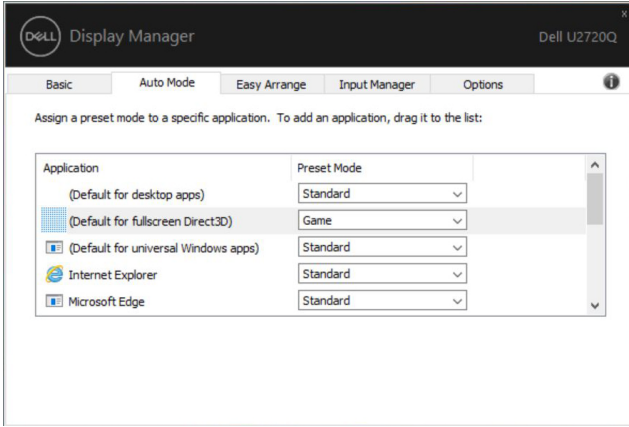 x
DELL Display Manager Dell U2720Q
Basic Auto Mode Easy Arrange Input Manager Options i
Assign a preset mode to a specific application. To add an application, drag it to the list:
Application Preset Mode
(Default for desktop apps) Standard
(Default for fullscreen Direct3D) Game
(Default for universal Windows apps) Standard
Internet Explorer Standard
Microsoft Edge Standard